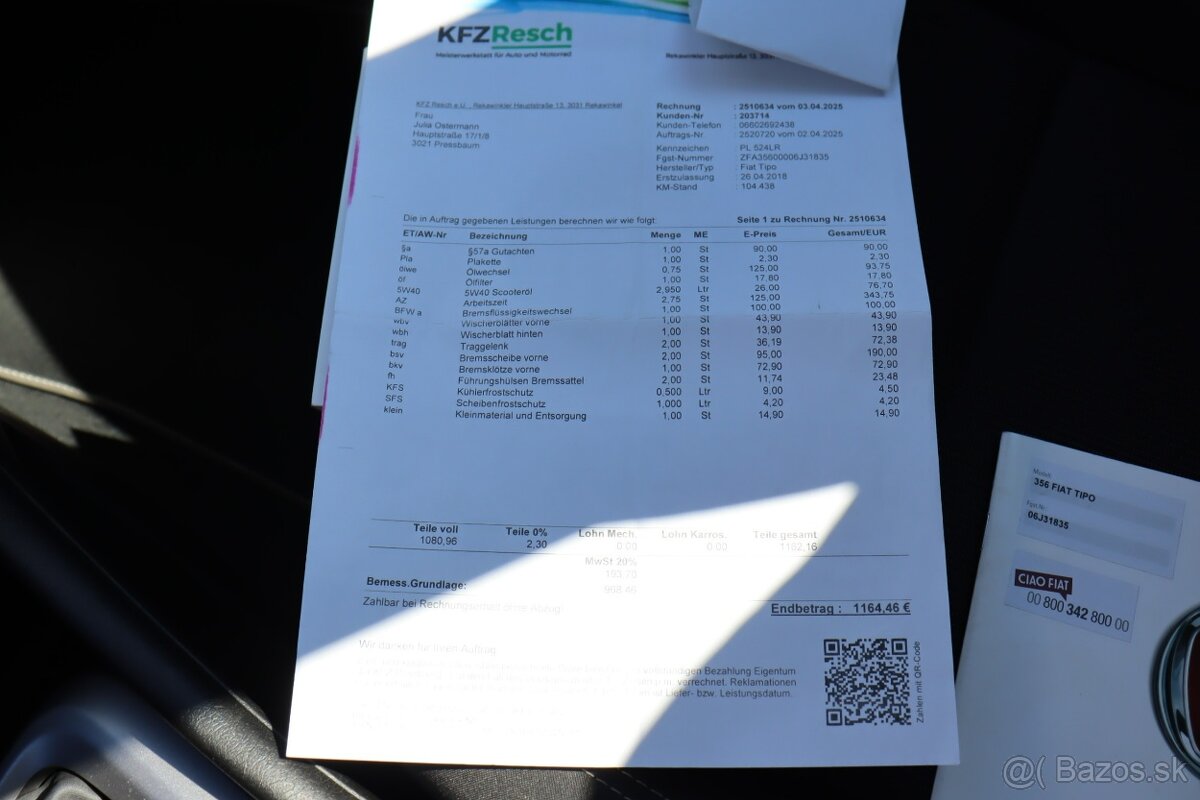 KFZResch
Meisterwerkstatt für Auto und Motorrad
Rekawinkler Hauptstraße 13, 3031
KFZ Resch e.U. , Rekawinkler Hauptstraße 13, 3031 Rekawinkel
Frau
Julia Ostermann
Hauptstraße 17/1/8
3021 Pressbaum
Rechnung : 2510634 vom 03.04.2025
Kunden-Nr : 203714
Kunden-Telefon : 06602692438
Auftrags-Nr. : 2520720 vom 02.04.2025
Kennzeichen : PL 524LR
Fgst-Nummer : ZFA35600006J31835
Hersteller/Typ : Fiat Tipo
Erstzulassung : 26.04.2018
KM-Stand : 104.438
Die in Auftrag gegebenen Leistungen berechnen wir wie folgt: Seite 1 zu Rechnung Nr. 2510634
ET/AW-Nr Bezeichnung Menge ME E-Preis Gesamt/EUR
§a §57a Gutachten 1,00 St 90,00 90,00
Pla Plakette 1,00 St 2,30 2,30
ölwe Ölwechsel 0,75 St 125,00 93,75
öf Ölfilter 1,00 St 17,80 17,80
5W40 5W40 Scooteröl 2,950 Ltr 26,00 76,70
AZ Arbeitszeit 2,75 St 125,00 343,75
BFW a Bremsflüssigkeitswechsel 1,00 St 100,00 100,00
wbv Wischerblätter vorne 1,00 St 43,90 43,90
wbh Wischerblatt hinten 1,00 St 13,90 13,90
trag Traggelenk 2,00 St 36,19 72,38
bsv Bremsscheibe vorne 2,00 St 95,00 190,00
bkv Bremsklötze vorne 1,00 St 72,90 72,90
fh Führungshülsen Bremssattel 2,00 St 11,74 23,48
KFS Kühlerfrostschutz 0,500 Ltr 9,00 4,50
SFS Scheibenfrostschutz 1,000 Ltr 4,20 4,20
klein Kleinmaterial und Entsorgung 1,00 St 14,90 14,90
Teile voll Teile 0% Lohn Mech. Lohn Karros. Teile gesamt
1080,96 2,30 0,00 0,00 1162,16
MwSt 20%
193,70
Bemess.Grundlage: 968,46
Zahlbar bei Rechnungserhalt ohne Abzug!
Endbetrag : 1164,46 €
Wir danken für Ihren Auftrag
Bezahlung Eigentum
verrechnet. Reklamationen
Liefer- bzw. Leistungsdatum.
Zahlen mit QR-Code
Modell:
356 FIAT TIPO
Fgst.Nr.
06J31835
CIAO FIAT
00 800 342 800 00
@( Bazos.sk